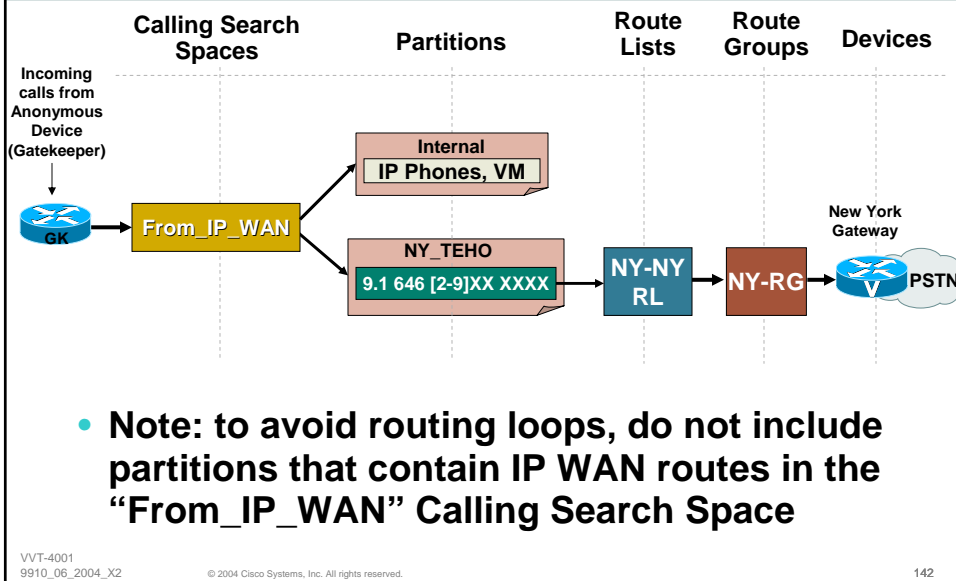 Calling Search
Spaces
Partitions
Route
Lists
Route
Groups
Devices
Incoming
calls from
Anonymous
Device
(Gatekeeper)
GK
From_IP_WAN
Internal
IP Phones, VM
NY_TEHO
9.1 646 [2-9]XX XXXX
NY-NY
RL
NY-RG
New York
Gateway
V
PSTN
• Note: to avoid routing loops, do not include
partitions that contain IP WAN routes in the
“From_IP_WAN” Calling Search Space
VVT-4001
9910_06_2004_X2
© 2004 Cisco Systems, Inc. All rights reserved.
142